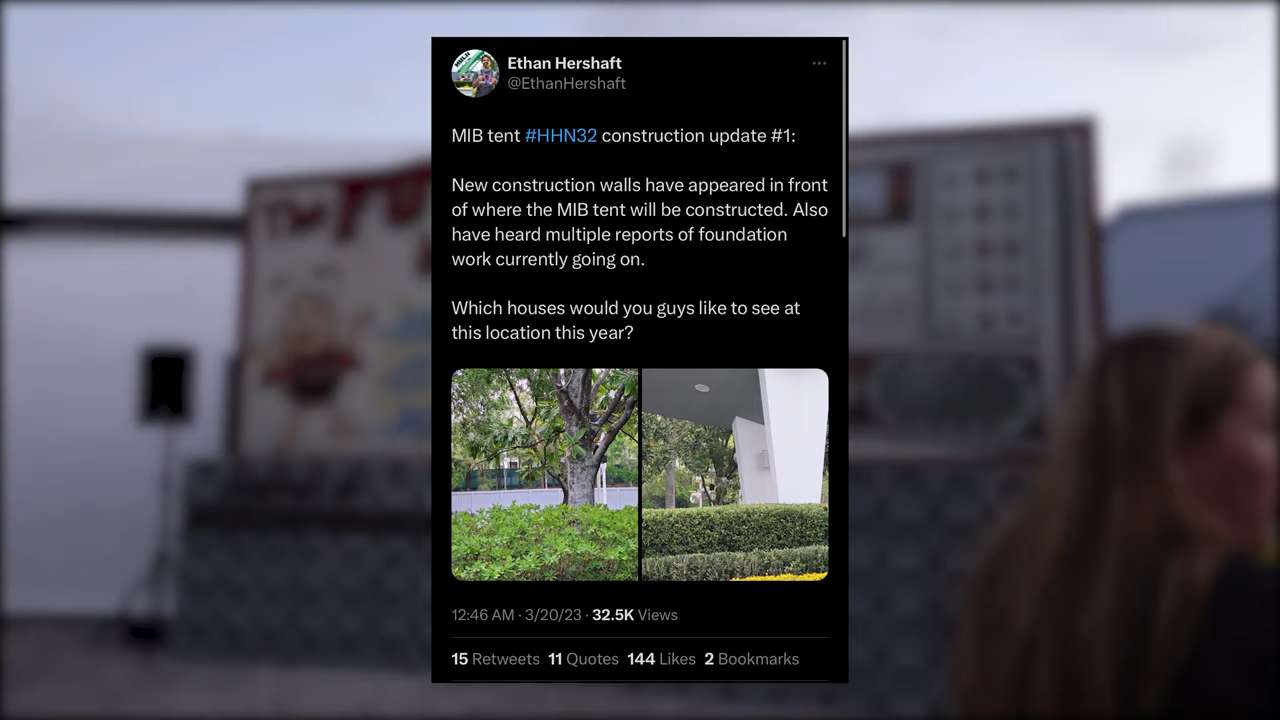 Ethan Hershaft
@EthanHershaft
MIB tent #HHN32 construction update #1:
New construction walls have appeared in front
of where the MIB tent will be constructed. Also
have heard multiple reports of foundation
work currently going on.
Which houses would you guys like to see at
this location this year?
12:46 AM · 3/20/23 · 32.5K Views
15 Retweets 11 Quotes 144 Likes 2 Bookmarks